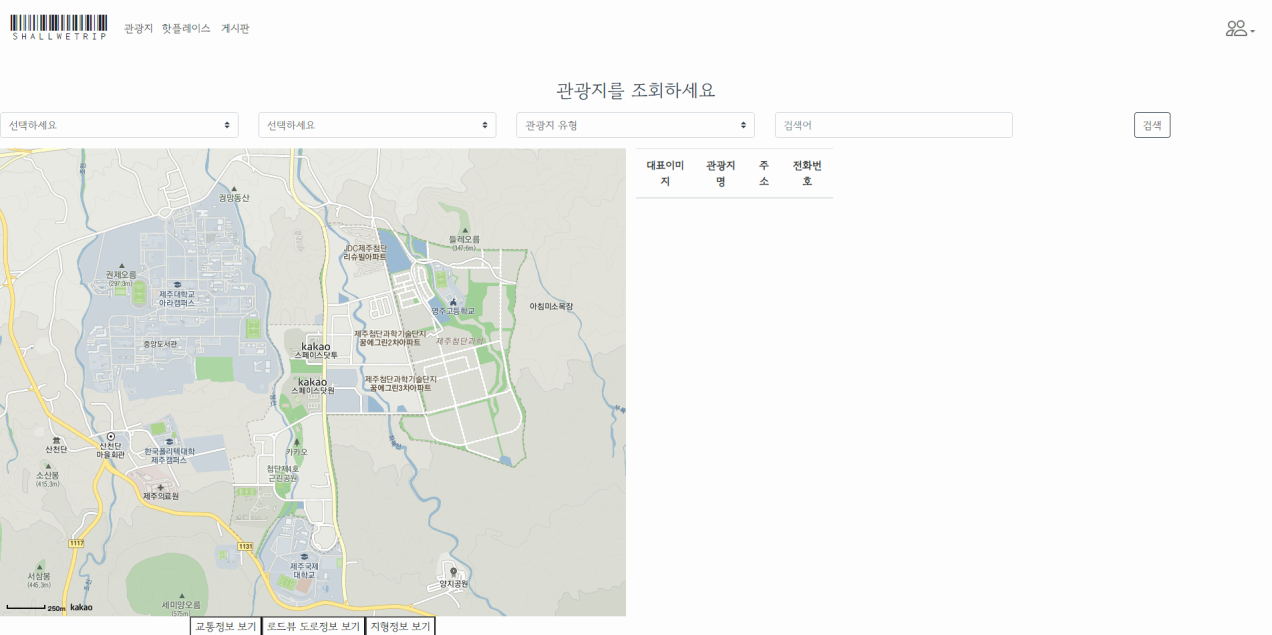 SHALLWETRIP
관광지 핫플레이스 게시판
관광지를 조회하세요
선택하세요 선택하세요 관광지 유형 검색어 검색
대표이미지 관광지명 주소 전화번호
조천
궝망동산
들레오름
(347.6m)
JDC제주첨단
리슈빌아파트
권제오름
(297.3m)
제주대학교
아라캠퍼스
영주고등학교
아침미소목장
중앙도서관
kakao
스페이스닷투
제주첨단과학기술단지
꿈에그린2차아파트
제주첨단과학
kakao
스페이스닷원
제주첨단과학기술단지
꿈에그린3차아파트
산천단
산천단
마을회관
한국폴리텍대학
제주캠퍼스
카카오
소산봉
(415.3m)
첨단제4호
근린공원
제주의료원
1117
1131
제주국제
대학교
서삼봉
(445.3m)
양지공원
세미양오름
(575m)
250m kakao
교통정보 보기 로드뷰 도로정보 보기 지형정보 보기